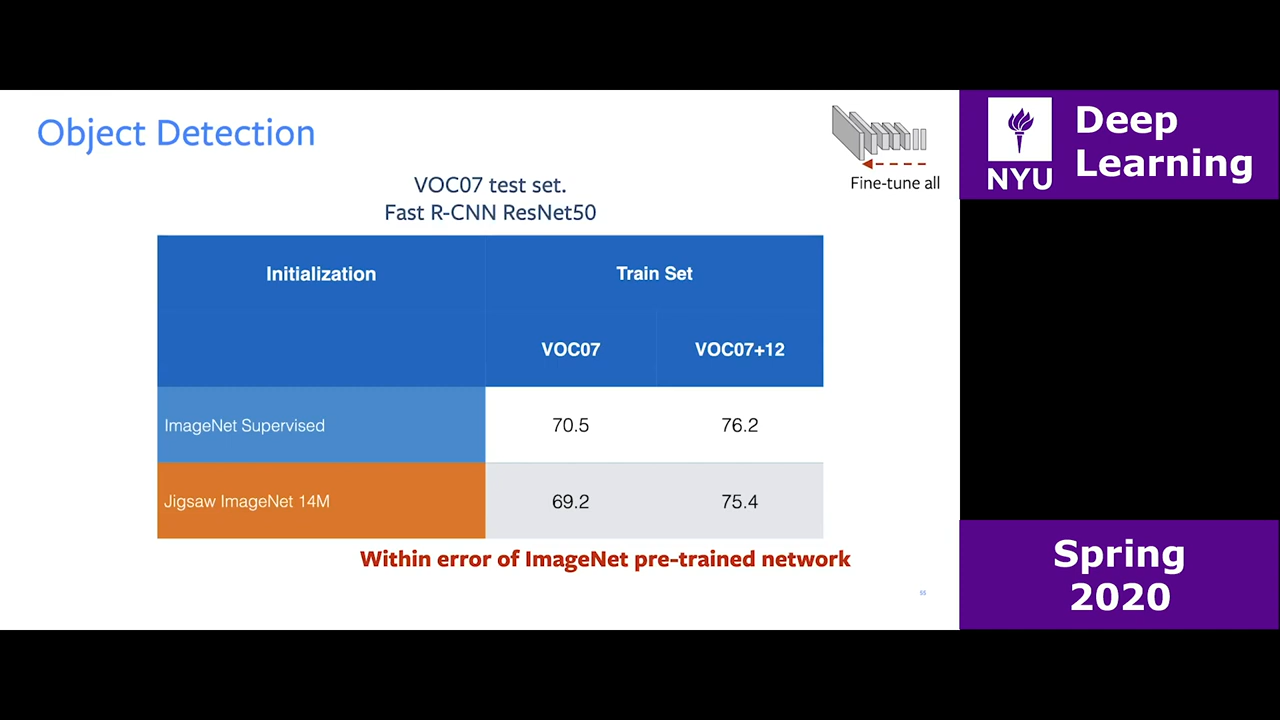 Object Detection
Fine-tune all
VOC07 test set.
Fast R-CNN ResNet50
Initialization Train Set
VOC07 VOC07+12
ImageNet Supervised 70.5 76.2
Jigsaw ImageNet 14M 69.2 75.4
Within error of ImageNet pre-trained network
55
NYU
Deep
Learning
Spring
2020